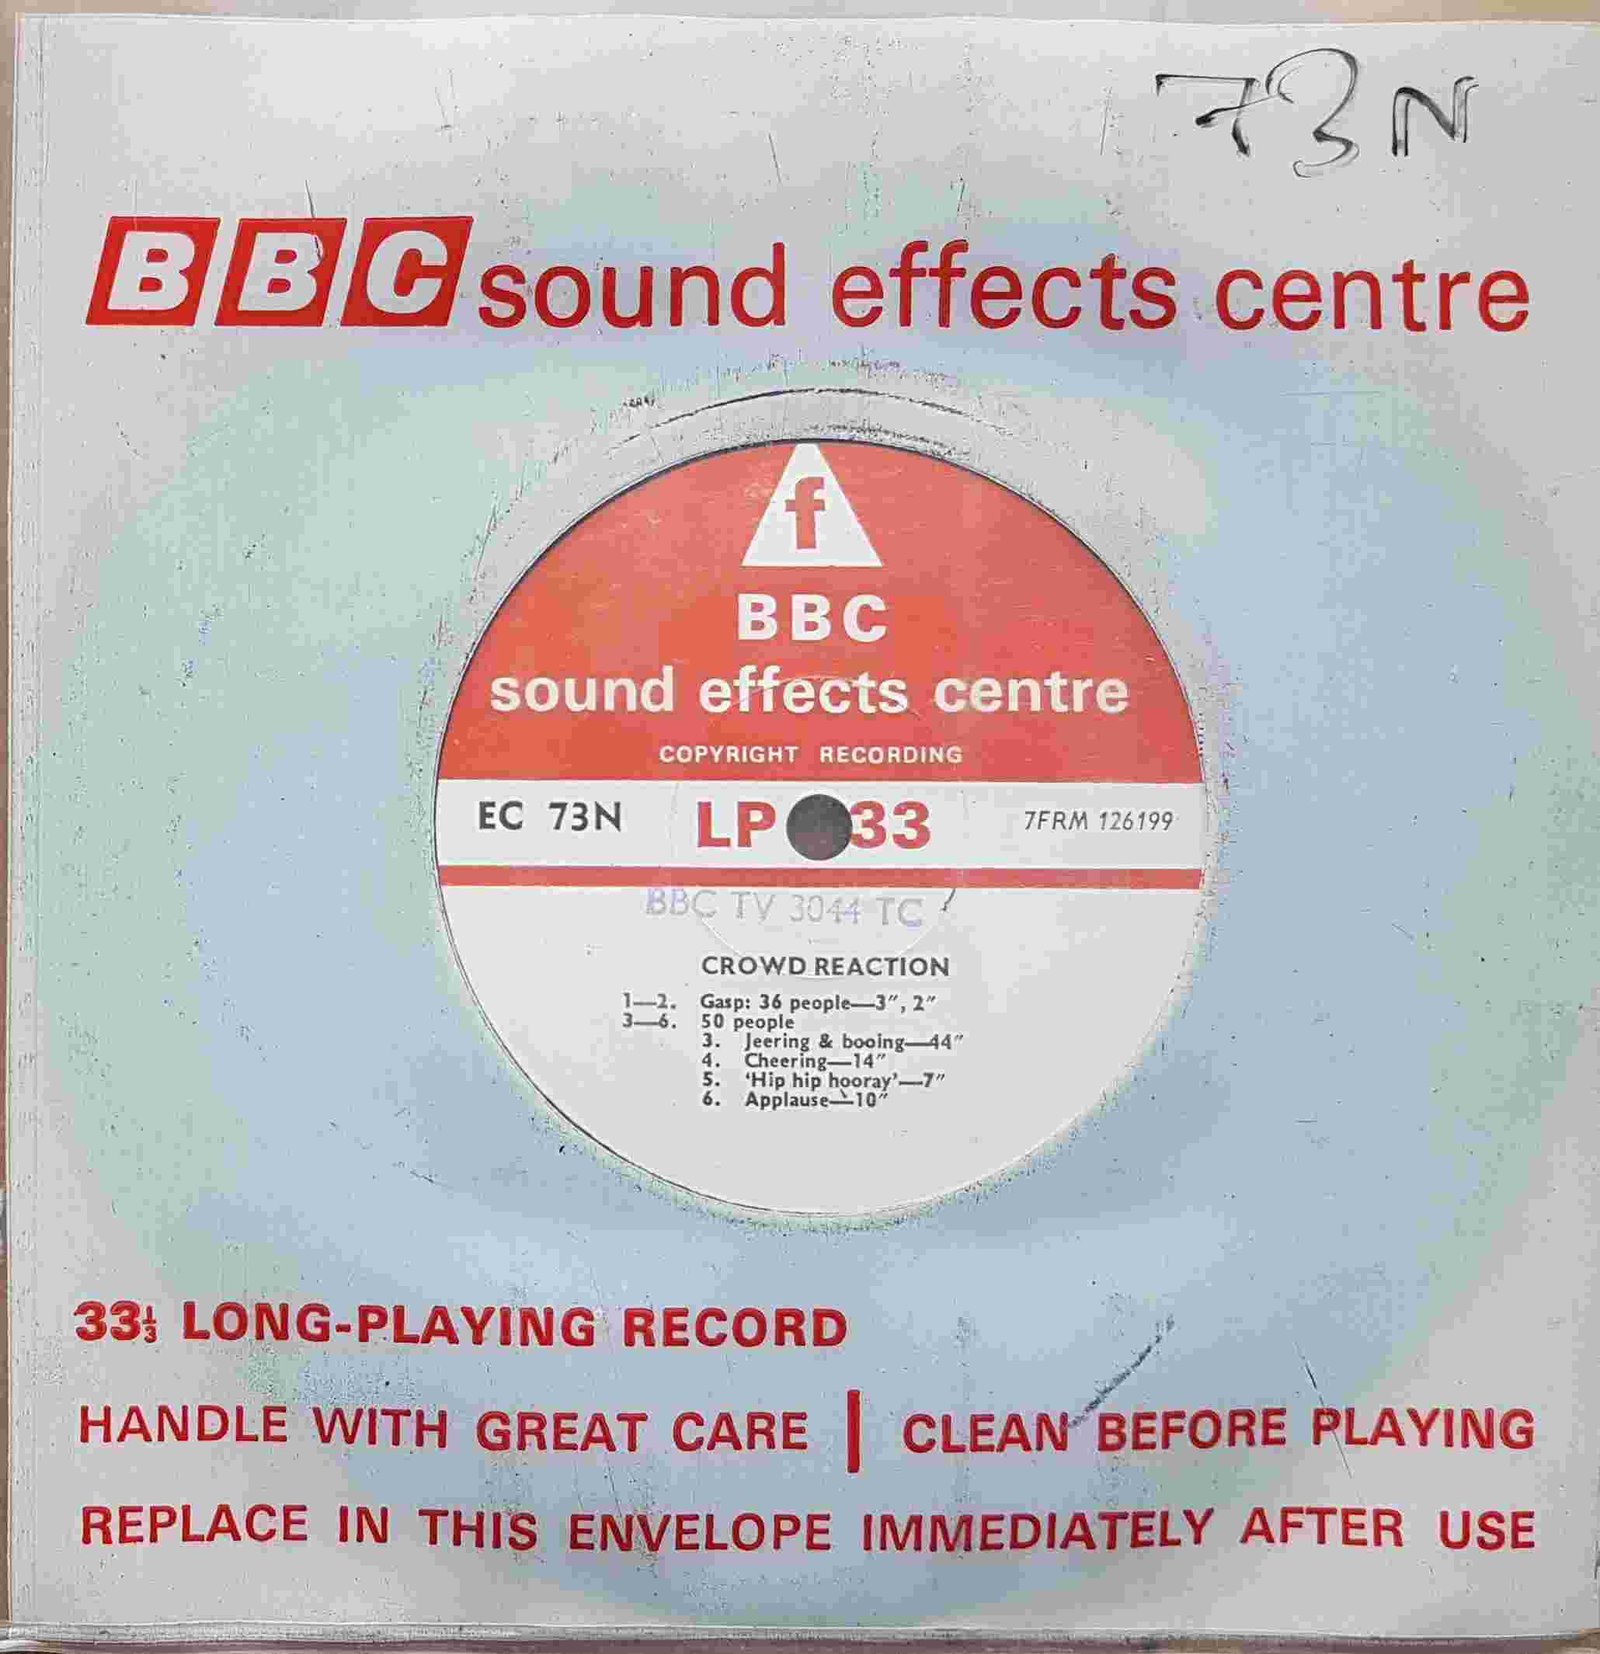 73N
BBC sound effects centre
f
BBC
sound effects centre
COPYRIGHT RECORDING
EC 73N LP 33 7FRM 126199
BBC TV 3044 TC
CROWD REACTION
1—2. Gasp: 36 people—3″, 2″
3—6. 50 people
3. Jeering & booing—44″
4. Cheering—14″
5. ‘Hip hip hooray’—7″
6. Applause—10″
33⅓ LONG-PLAYING RECORD
HANDLE WITH GREAT CARE | CLEAN BEFORE PLAYING
REPLACE IN THIS ENVELOPE IMMEDIATELY AFTER USE